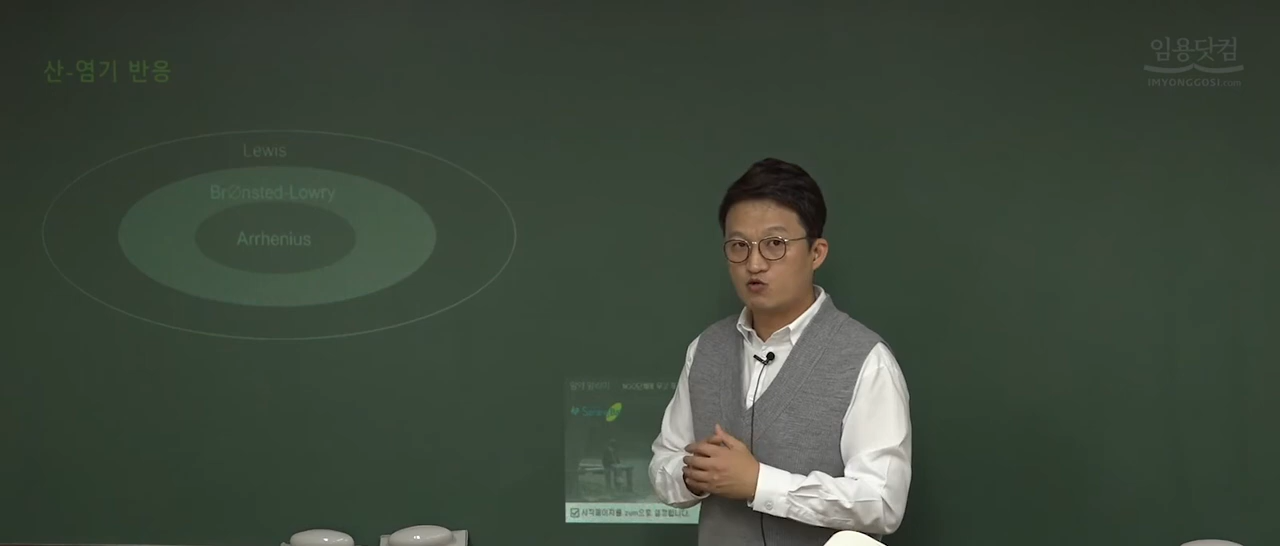 산-염기 반응
임용닷컴
IMYONGGOSI.com
Lewis
BrØnsted-Lowry
Arrhenius